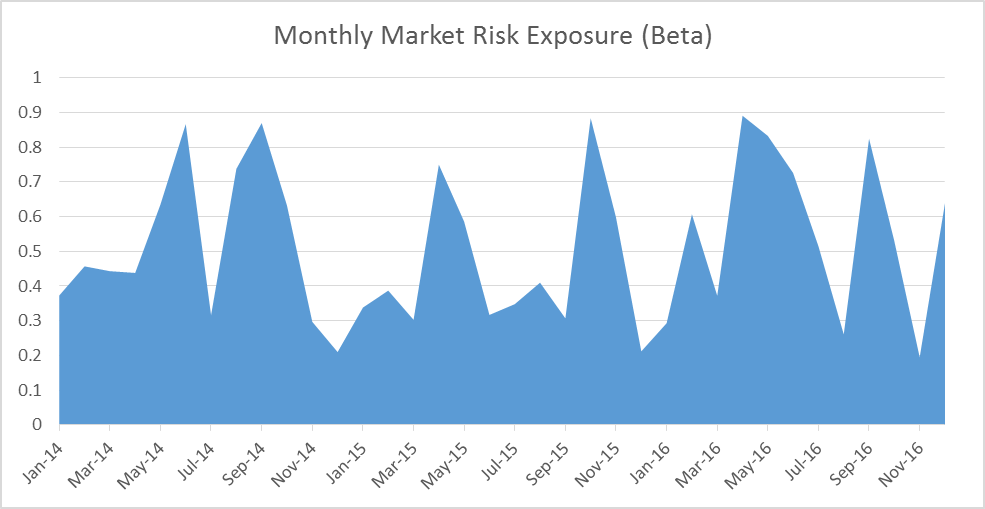 Monthly Market Risk Exposure (Beta)
1
0.9
0.8
0.7
0.6
0.5
0.4
0.3
0.2
0.1
0
Jan-14
Mar-14
May-14
Jul-14
Sep-14
Nov-14
Jan-15
Mar-15
May-15
Jul-15
Sep-15
Nov-15
Jan-16
Mar-16
May-16
Jul-16
Sep-16
Nov-16